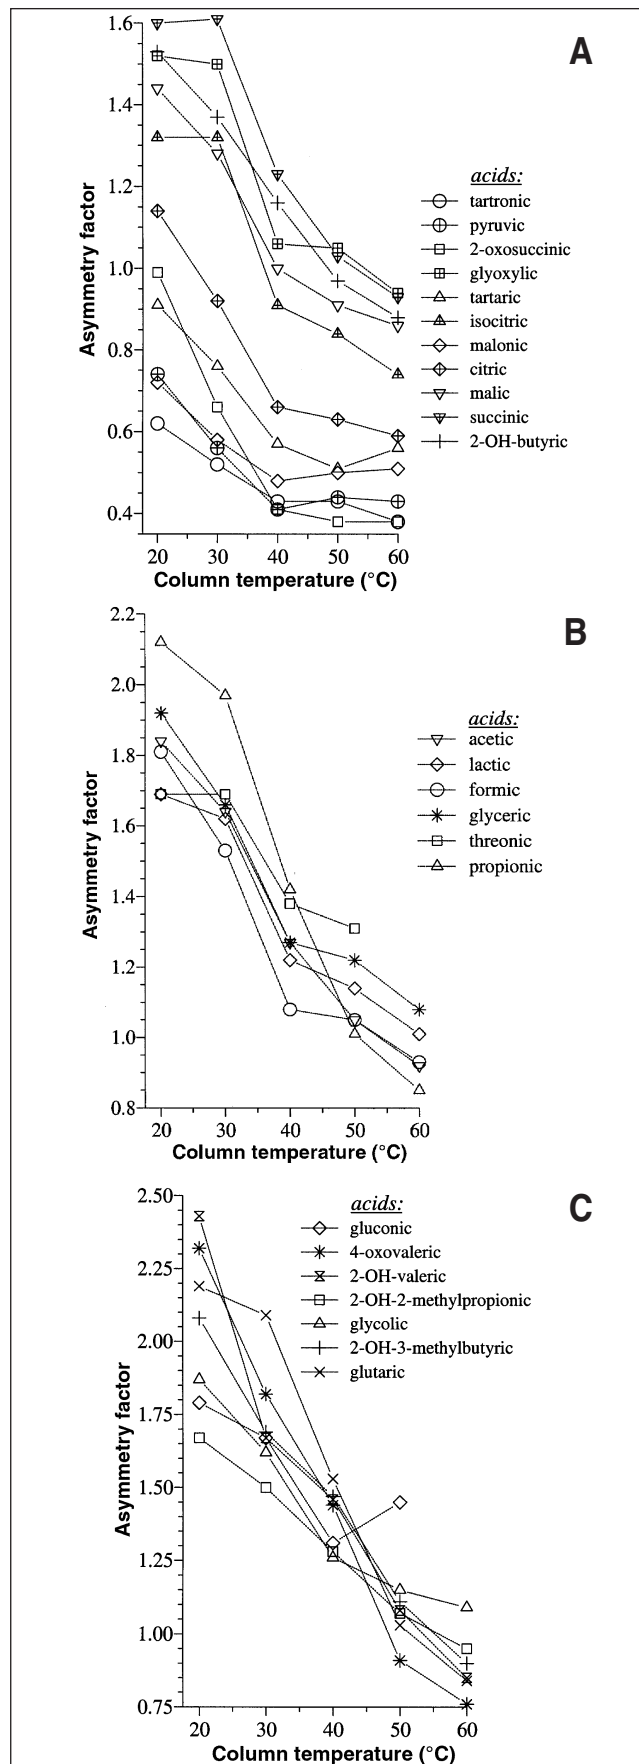 A
1.6
1.4
1.2
1.0
0.8
0.6
0.4
Asymmetry factor
20 30 40 50 60
Column temperature (°C)
acids:
tartronic
pyruvic
2-oxosuccinic
glyoxylic
tartaric
isocitric
malonic
citric
malic
succinic
2-OH-butyric
B
2.2
2.0
1.8
1.6
1.4
1.2
1.0
0.8
Asymmetry factor
20 30 40 50 60
Column temperature (°C)
acids:
acetic
lactic
formic
glyceric
threonic
propionic
C
2.50
2.25
2.00
1.75
1.50
1.25
1.00
0.75
Asymmetry factor
20 30 40 50 60
Column temperature (°C)
acids:
gluconic
4-oxovaleric
2-OH-valeric
2-OH-2-methylpropionic
glycolic
2-OH-3-methylbutyric
glutaric